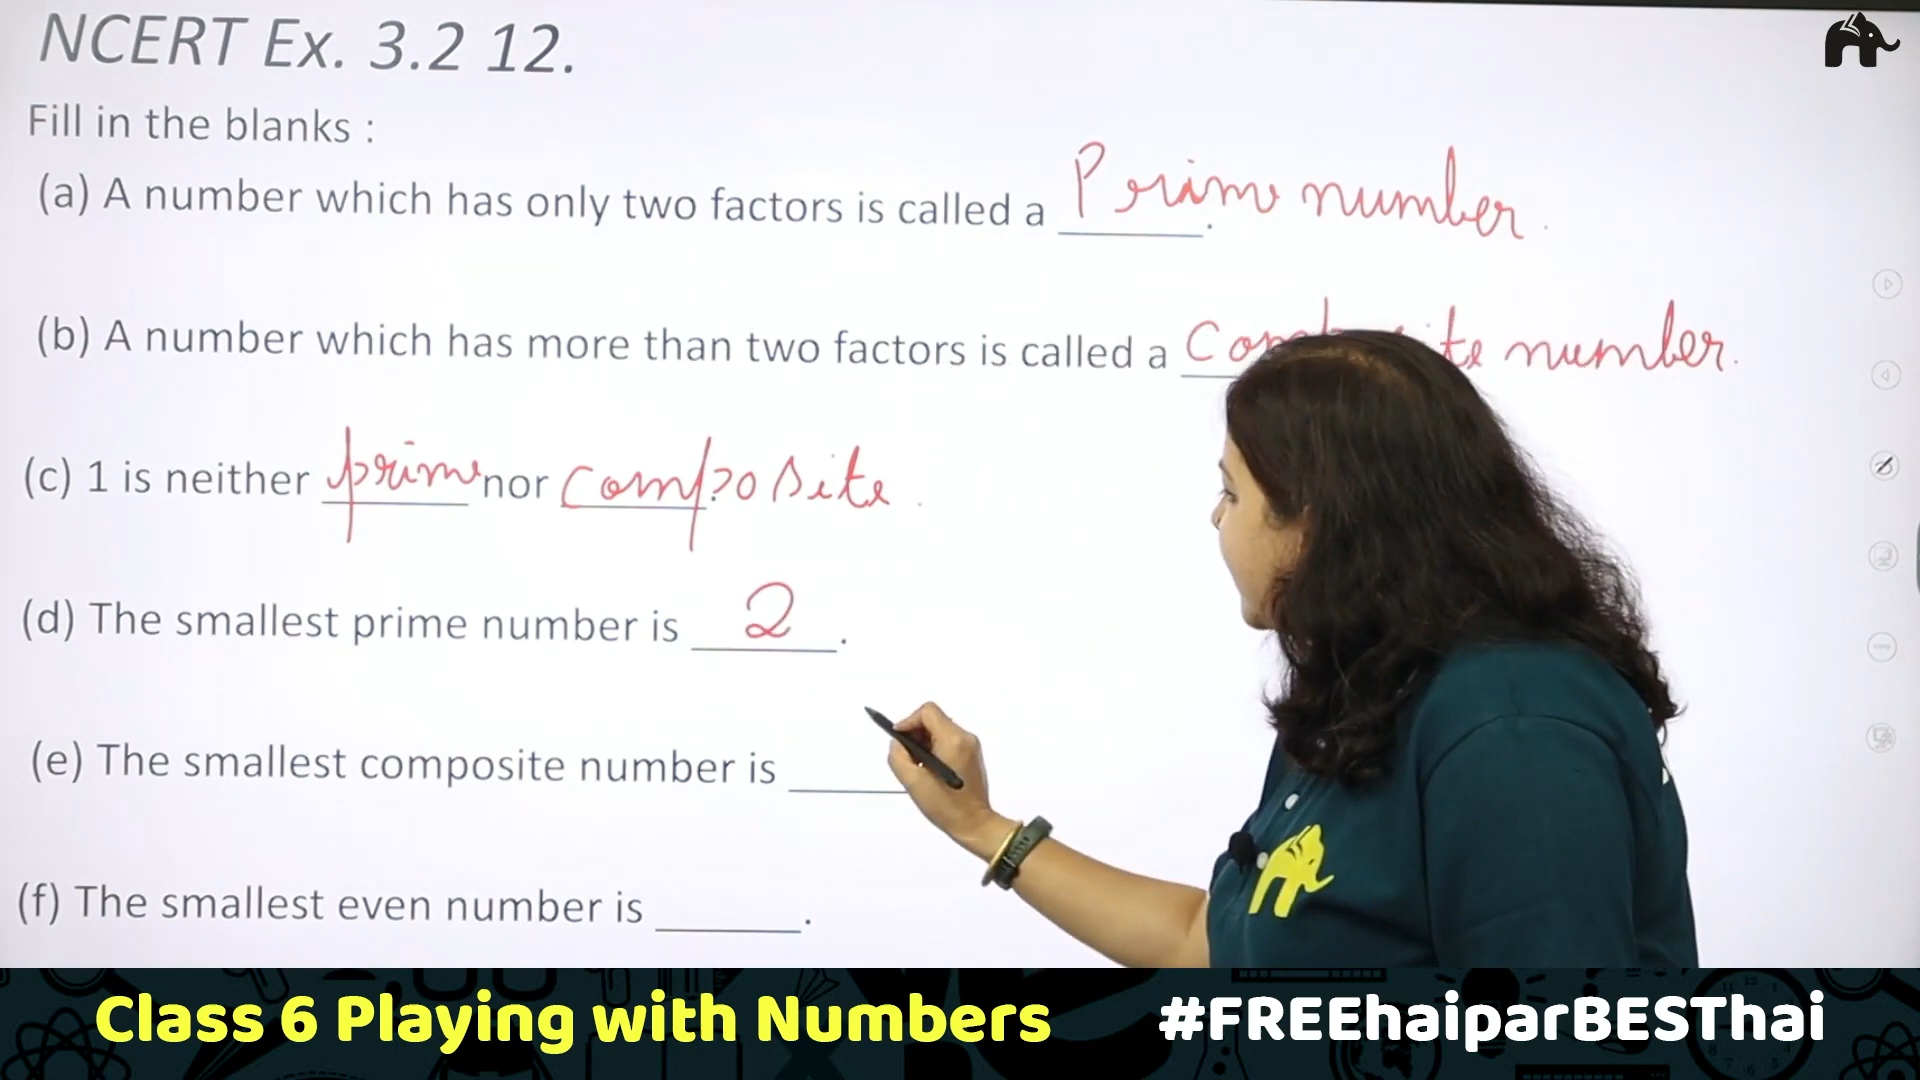 NCERT Ex. 3.2 12.
Fill in the blanks :
(a) A number which has only two factors is called a Prime number.
(b) A number which has more than two factors is called a number.
(c) 1 is neither prime nor composite.
(d) The smallest prime number is 2.
(e) The smallest composite number is ______
(f) The smallest even number is ______.
Class 6 Playing with Numbers #FREEhaiparBESThai